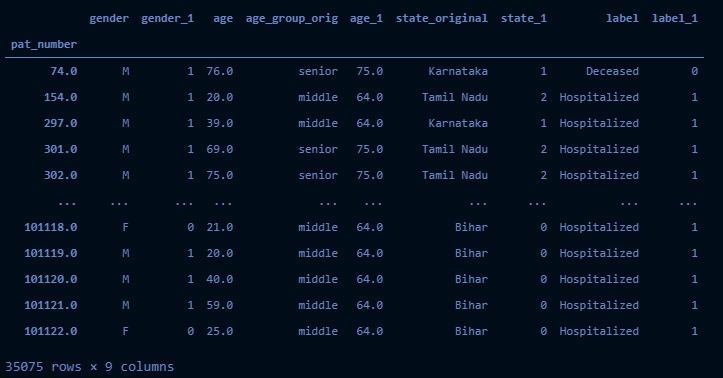 gender gender_1 age age_group_orig age_1 state_original state_1 label label_1
pat_number
74.0 M 1 76.0 senior 75.0 Karnataka 1 Deceased 0
154.0 M 1 20.0 middle 64.0 Tamil Nadu 2 Hospitalized 1
297.0 M 1 39.0 middle 64.0 Karnataka 1 Hospitalized 1
301.0 M 1 69.0 senior 75.0 Tamil Nadu 2 Hospitalized 1
302.0 M 1 75.0 senior 75.0 Tamil Nadu 2 Hospitalized 1
... ... ... ... ... ... ... ... ... ...
101118.0 F 0 21.0 middle 64.0 Bihar 0 Hospitalized 1
101119.0 M 1 20.0 middle 64.0 Bihar 0 Hospitalized 1
101120.0 M 1 40.0 middle 64.0 Bihar 0 Hospitalized 1
101121.0 M 1 59.0 middle 64.0 Bihar 0 Hospitalized 1
101122.0 F 0 25.0 middle 64.0 Bihar 0 Hospitalized 1
35075 rows × 9 columns